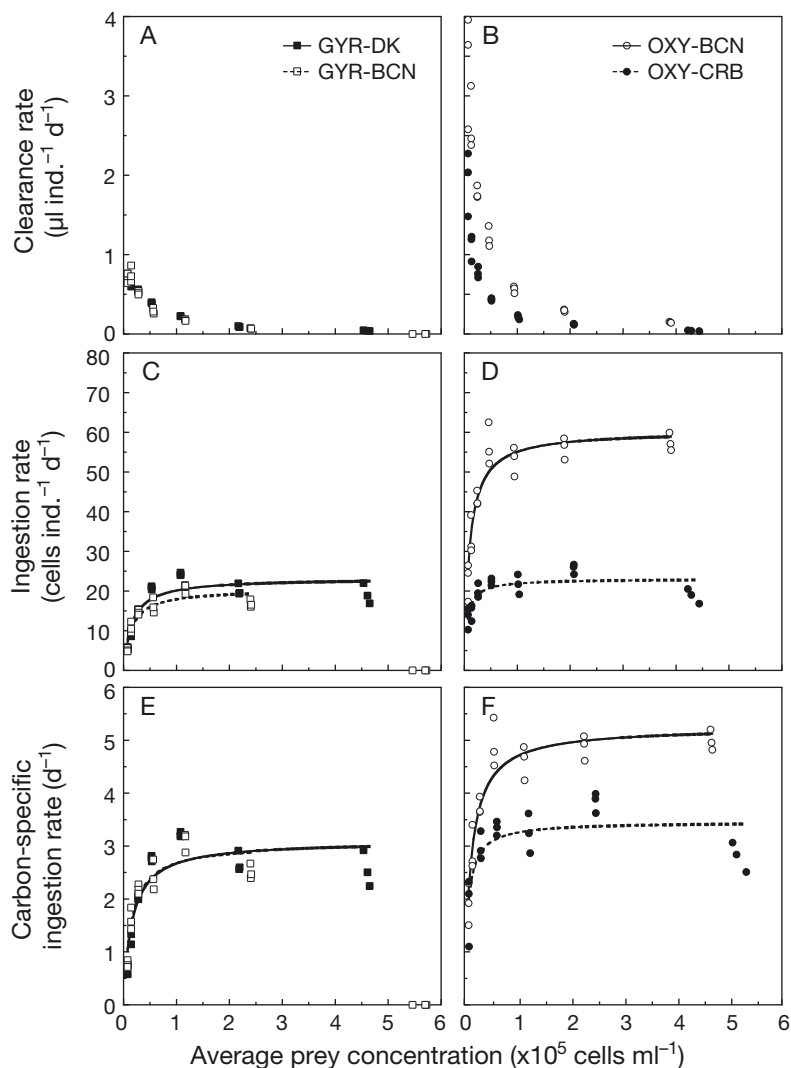 A
GYR-DK
GYR-BCN
B
OXY-BCN
OXY-CRB
Clearance rate
(µl ind.⁻¹ d⁻¹)
4
3
2
1
0
C
D
Ingestion rate
(cells ind.⁻¹ d⁻¹)
80
70
60
50
40
30
20
10
0
E
F
Carbon-specific
ingestion rate (d⁻¹)
6
5
4
3
2
1
0
0 1 2 3 4 5 6 0 1 2 3 4 5 6
Average prey concentration (x10⁵ cells ml⁻¹)